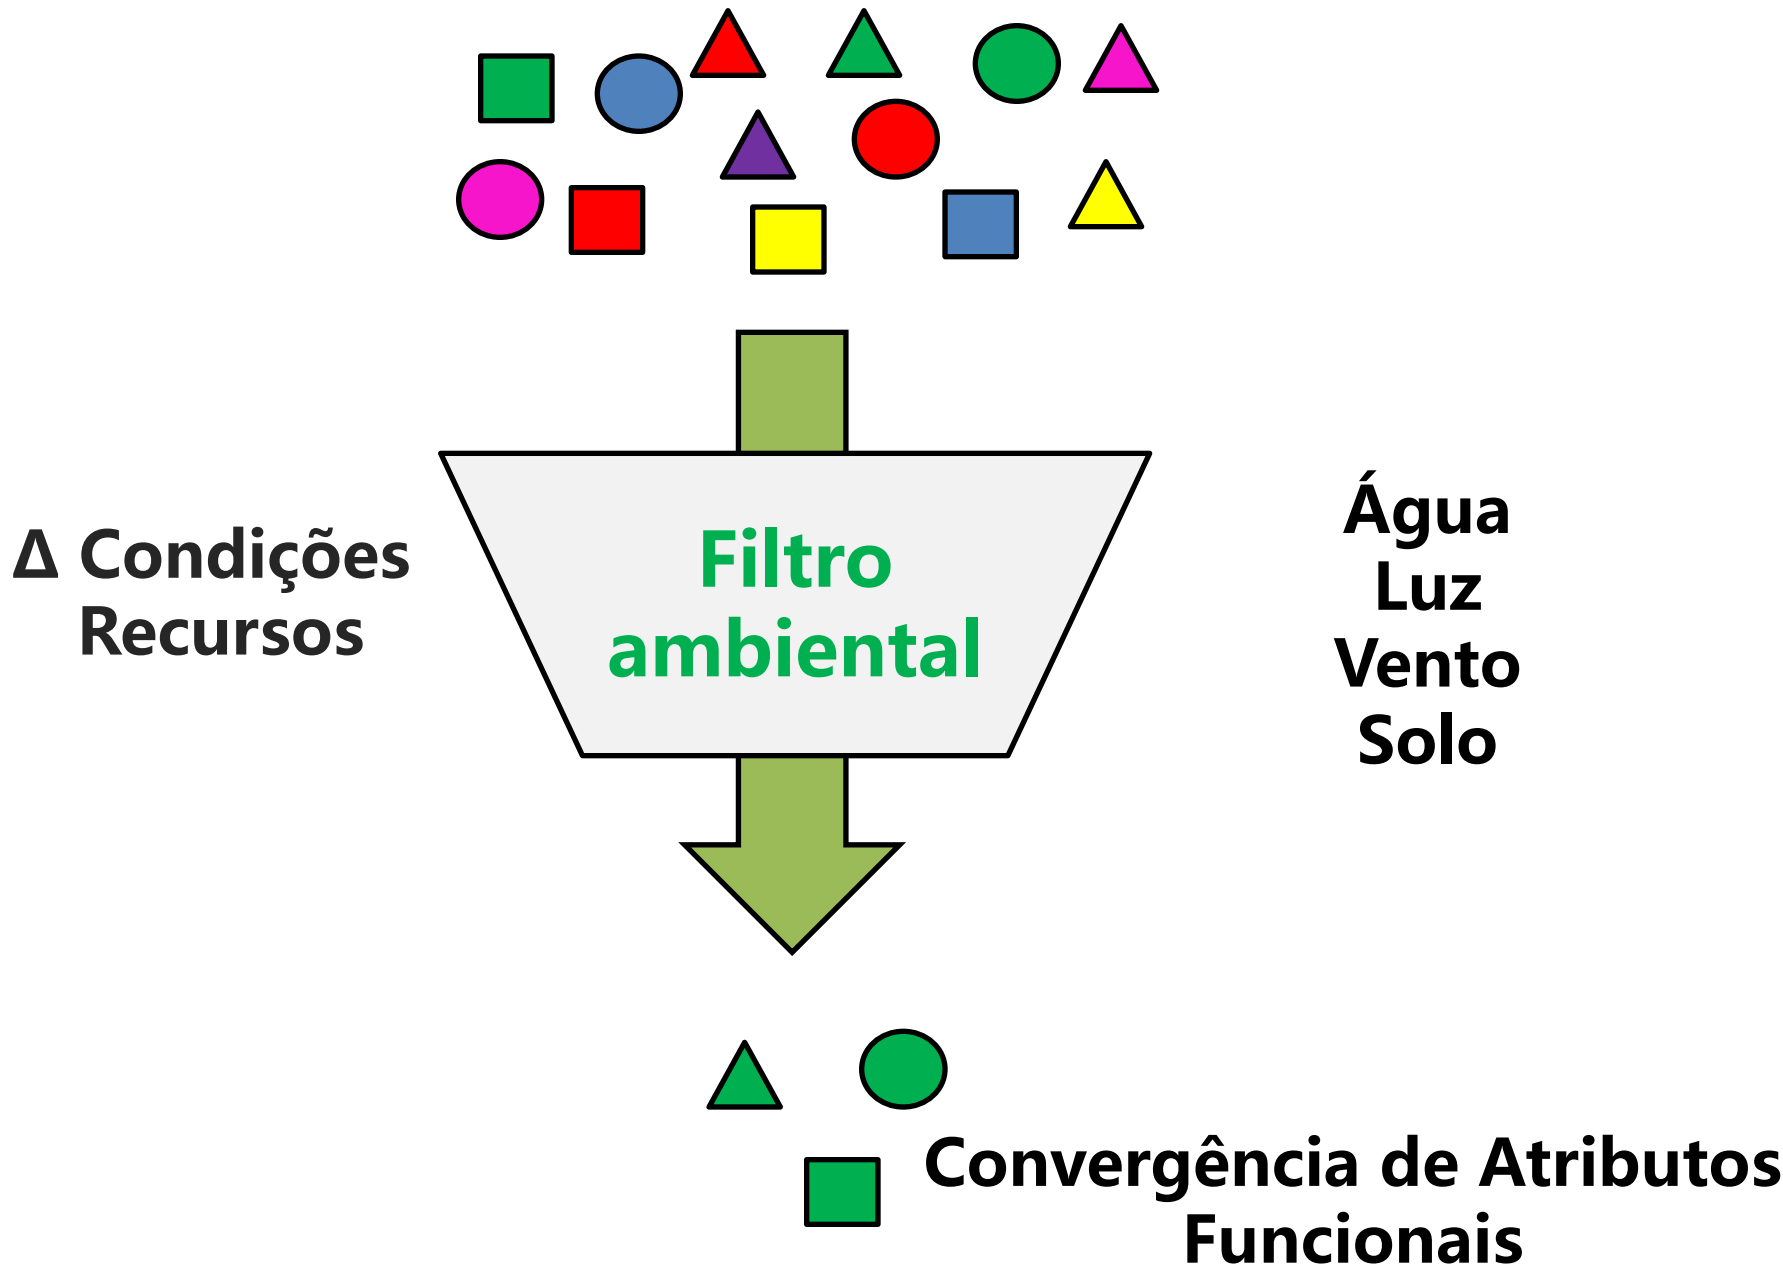 Δ Condições
Recursos
Filtro
ambiental
Água
Luz
Vento
Solo
Convergência de Atributos
Funcionais